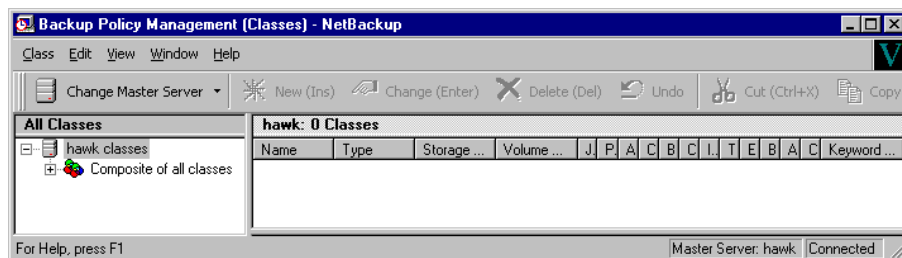 Backup Policy Management (Classes) - NetBackup
Class Edit View Window Help
V
Change Master Server New (Ins) Change (Enter) Delete (Del) Undo Cut (Ctrl+X) Copy
All Classes hawk: 0 Classes
hawk classes Name Type Storage ... Volume ... J. P. A C B C I.. T E B A C Keyword ...
Composite of all classes
For Help, press F1 Master Server: hawk Connected